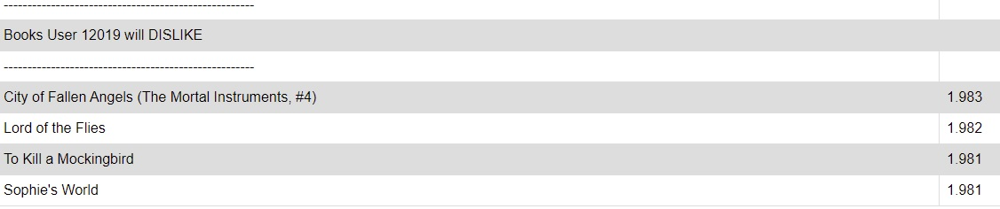 -------------------------------------------------------
Books User 12019 will DISLIKE
-------------------------------------------------------
City of Fallen Angels (The Mortal Instruments, #4) 1.983
Lord of the Flies 1.982
To Kill a Mockingbird 1.981
Sophie's World 1.981